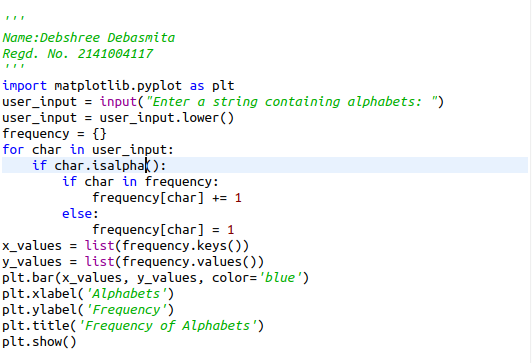 '''
Name:Debshree Debasmita
Regd. No. 2141004117
'''
import matplotlib.pyplot as plt
user_input = input("Enter a string containing alphabets: ")
user_input = user_input.lower()
frequency = {}
for char in user_input:
    if char.isalpha():
        if char in frequency:
            frequency[char] += 1
        else:
            frequency[char] = 1
x_values = list(frequency.keys())
y_values = list(frequency.values())
plt.bar(x_values, y_values, color='blue')
plt.xlabel('Alphabets')
plt.ylabel('Frequency')
plt.title('Frequency of Alphabets')
plt.show()